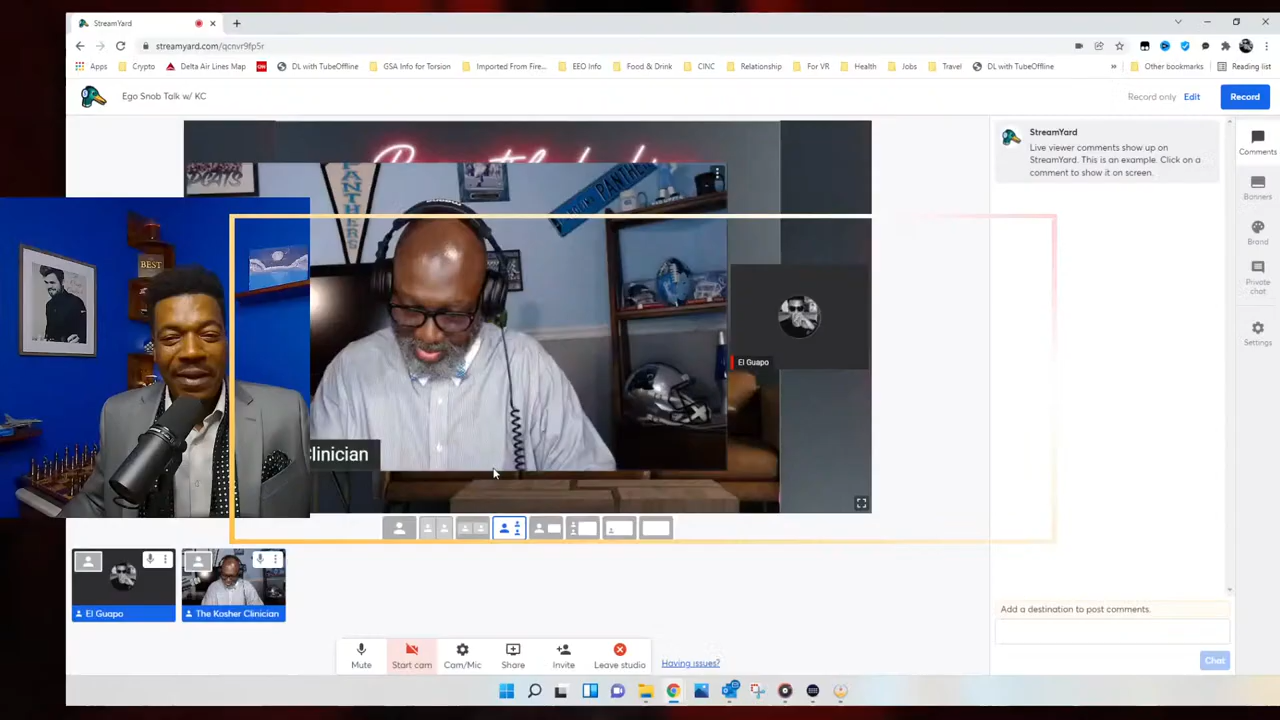 StreamYard
streamyard.com/qcnvr9fp5r
Apps
Crypto
Delta Air Lines Map
CNN
DL with TubeOffline
GSA Info for Torsion
Imported From Fire...
EEO Info
Food & Drink
CINC
Relationship
For VR
Health
Jobs
Travel
DL with TubeOffline
»
Other bookmarks
Reading list
Ego Snob Talk w/ KC
Record only
Edit
Record
StreamYard
Live viewer comments show up on
StreamYard. This is an example. Click on a
comment to show it on screen.
Comments
Banners
Brand
Private
chat
Settings
PANTHERS
BEST
El Guapo
linician
El Guapo
The Kosher Clinician
Add a destination to post comments.
Chat
Mute
Start cam
Cam/Mic
Share
Invite
Leave studio
Having issues?